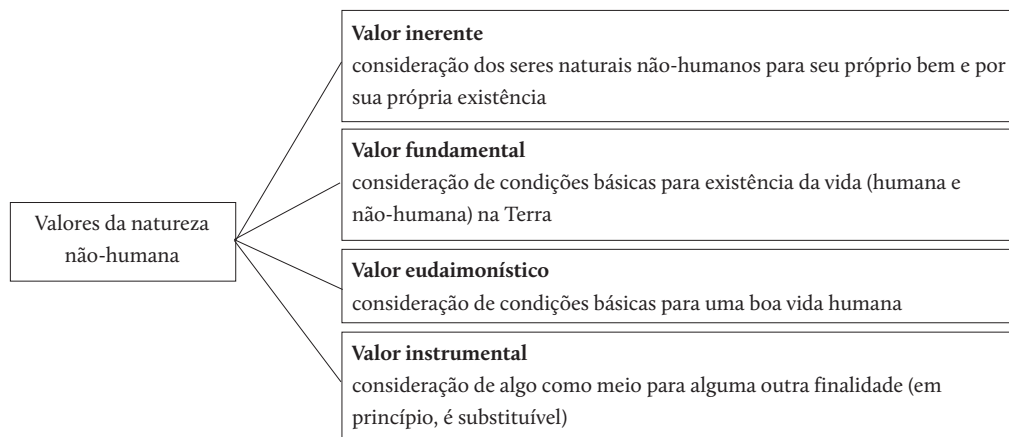 Valores da natureza
não-humana
Valor inerente
consideração dos seres naturais não-humanos para seu próprio bem e por
sua própria existência
Valor fundamental
consideração de condições básicas para existência da vida (humana e
não-humana) na Terra
Valor eudaimonístico
consideração de condições básicas para uma boa vida humana
Valor instrumental
consideração de algo como meio para alguma outra finalidade (em
princípio, é substituível)